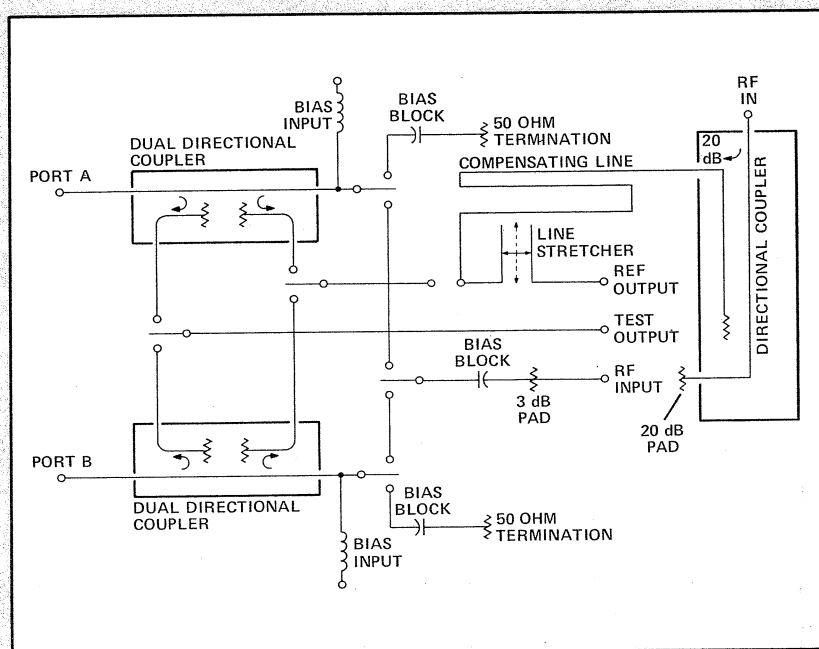 RF
IN
BIAS
INPUT
BIAS
BLOCK
50 OHM
TERMINATION
20
dB
DUAL DIRECTIONAL
COUPLER
COMPENSATING LINE
PORT A
LINE
STRETCHER
REF
OUTPUT
DIRECTIONAL COUPLER
TEST
OUTPUT
BIAS
BLOCK
RF
INPUT
3 dB
PAD
20 dB
PAD
PORT B
DUAL DIRECTIONAL
COUPLER
BIAS
BLOCK
50 OHM
TERMINATION
BIAS
INPUT